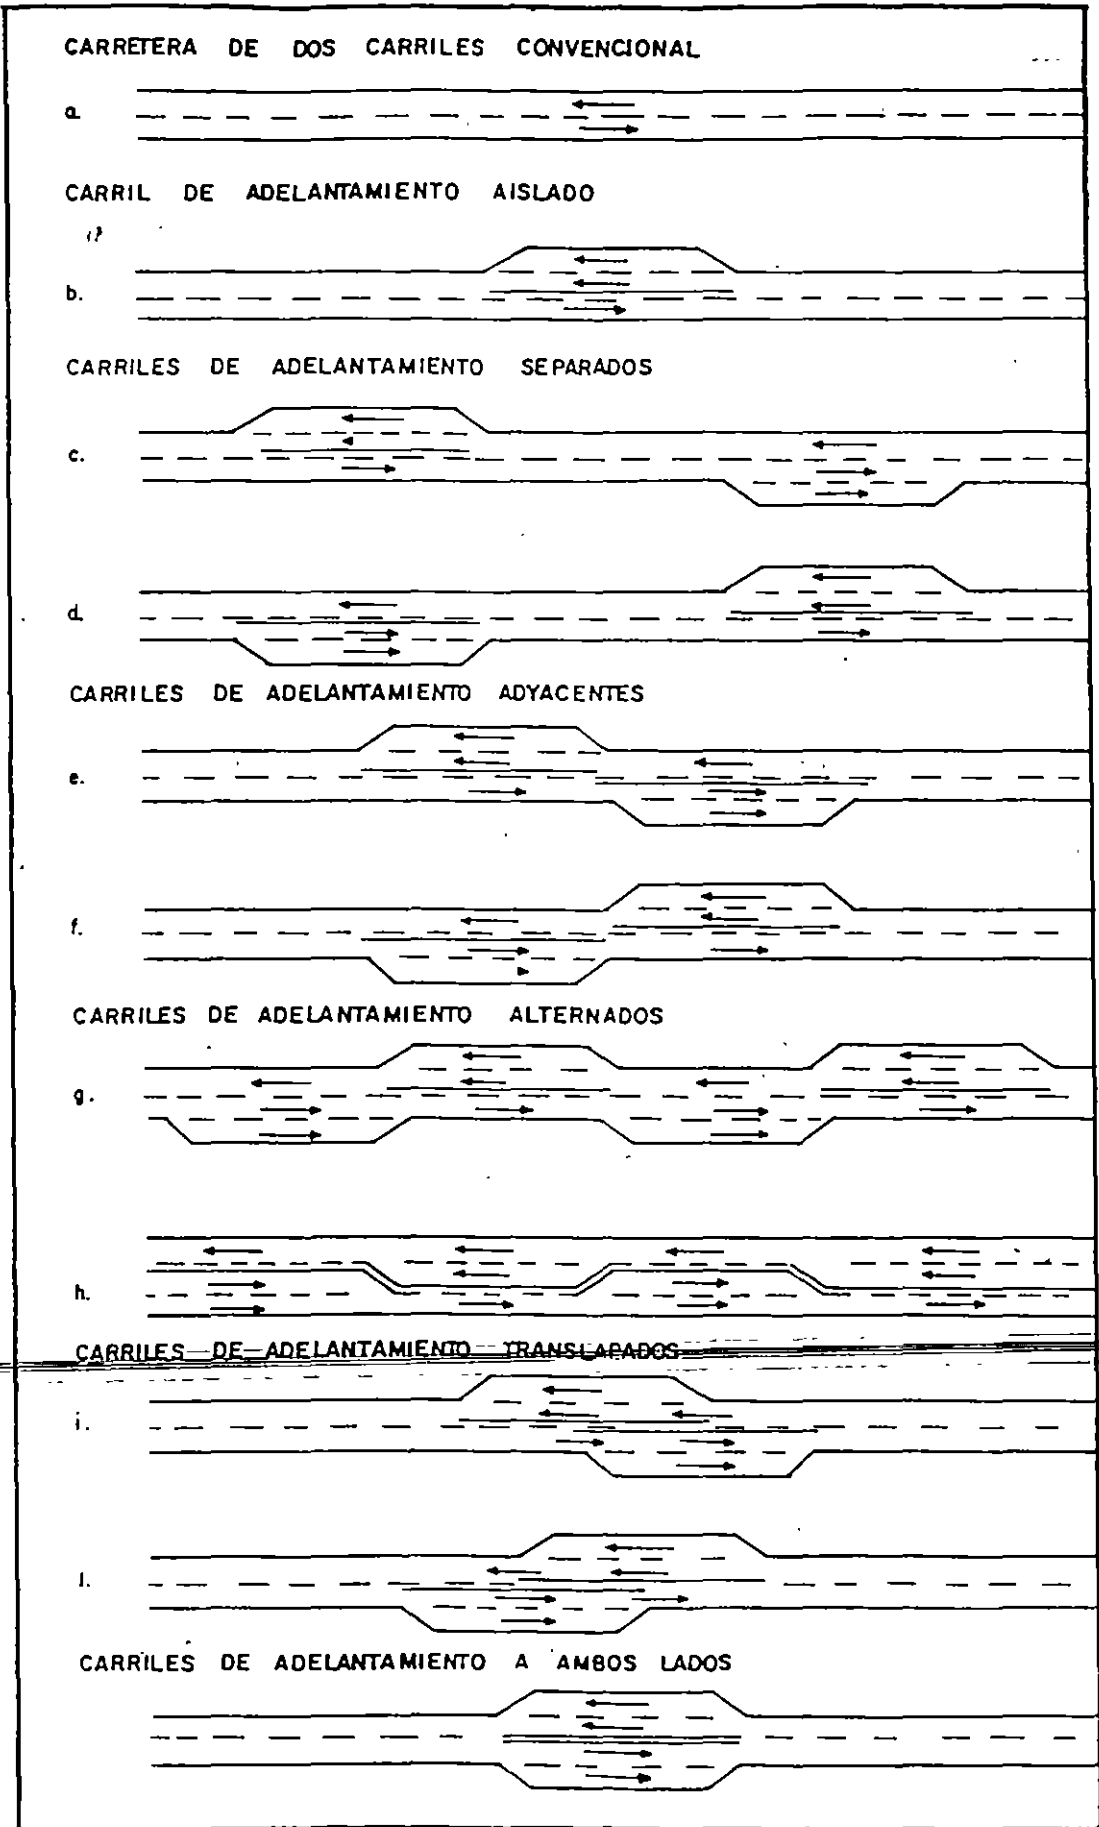 CARRETERA DE DOS CARRILES CONVENCIONAL
a.
CARRIL DE ADELANTAMIENTO AISLADO
b.
CARRILES DE ADELANTAMIENTO SEPARADOS
c.
d.
CARRILES DE ADELANTAMIENTO ADYACENTES
e.
f.
CARRILES DE ADELANTAMIENTO ALTERNADOS
g.
h.
CARRILES DE ADELANTAMIENTO TRANSLAPADOS
i.
l.
CARRILES DE ADELANTAMIENTO A AMBOS LADOS